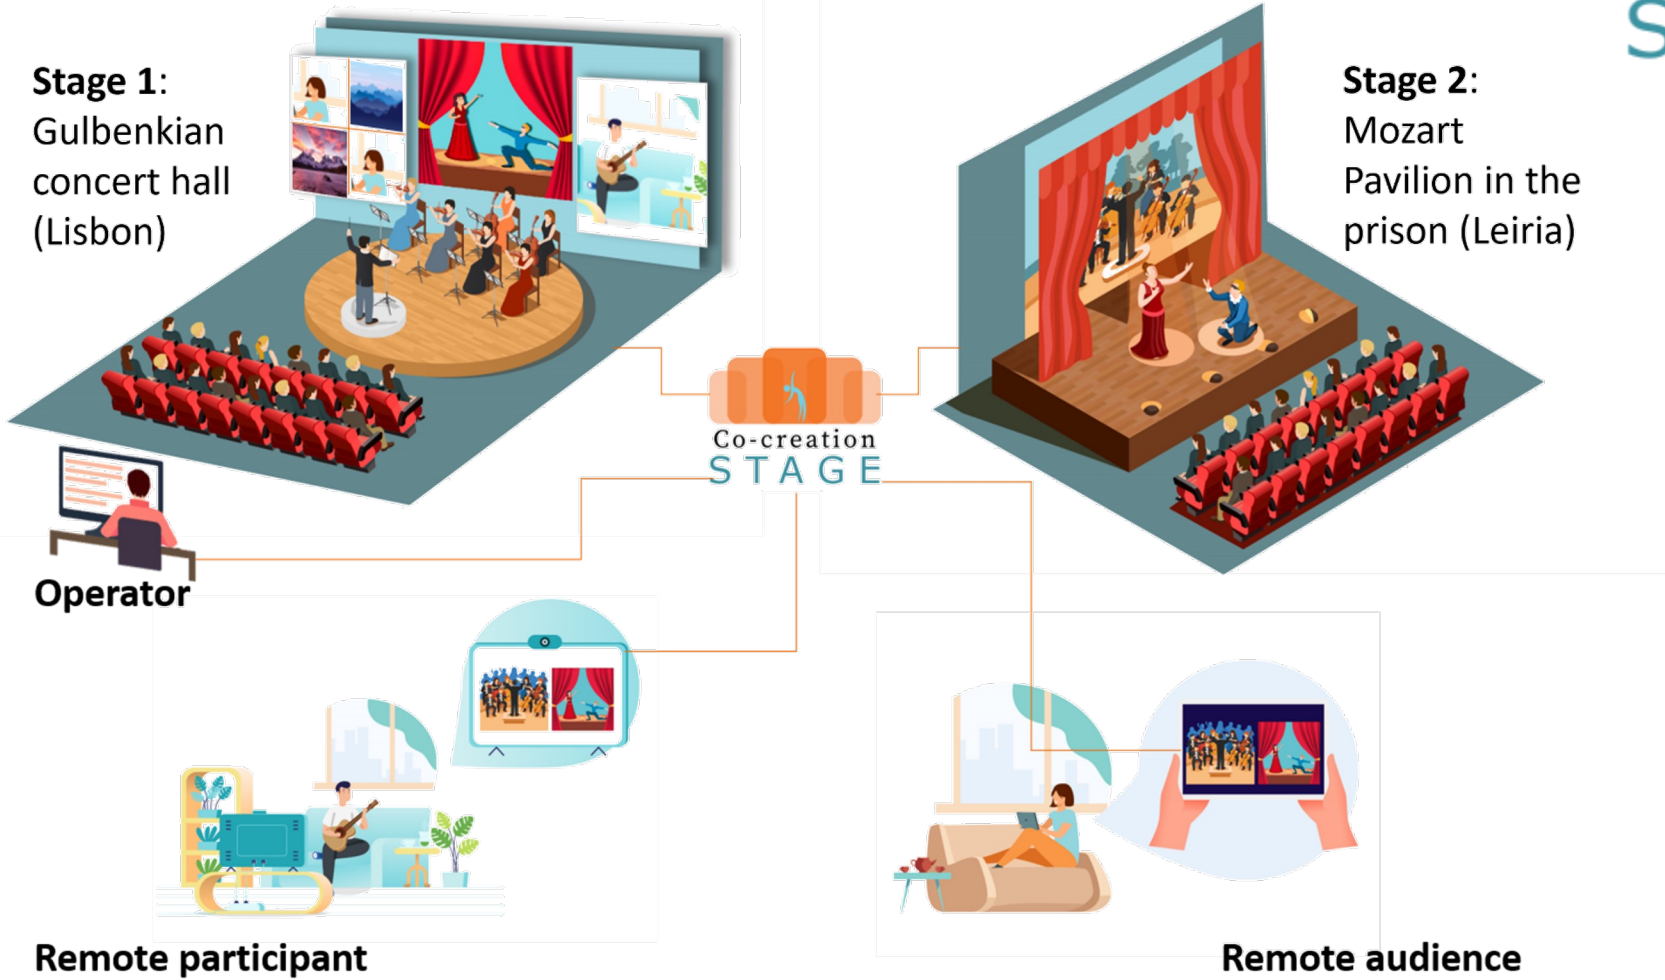 Stage 1:
Gulbenkian
concert hall
(Lisbon)
S
Stage 2:
Mozart
Pavilion in the
prison (Leiria)
Co-creation
STAGE
Operator
Remote participant
Remote audience